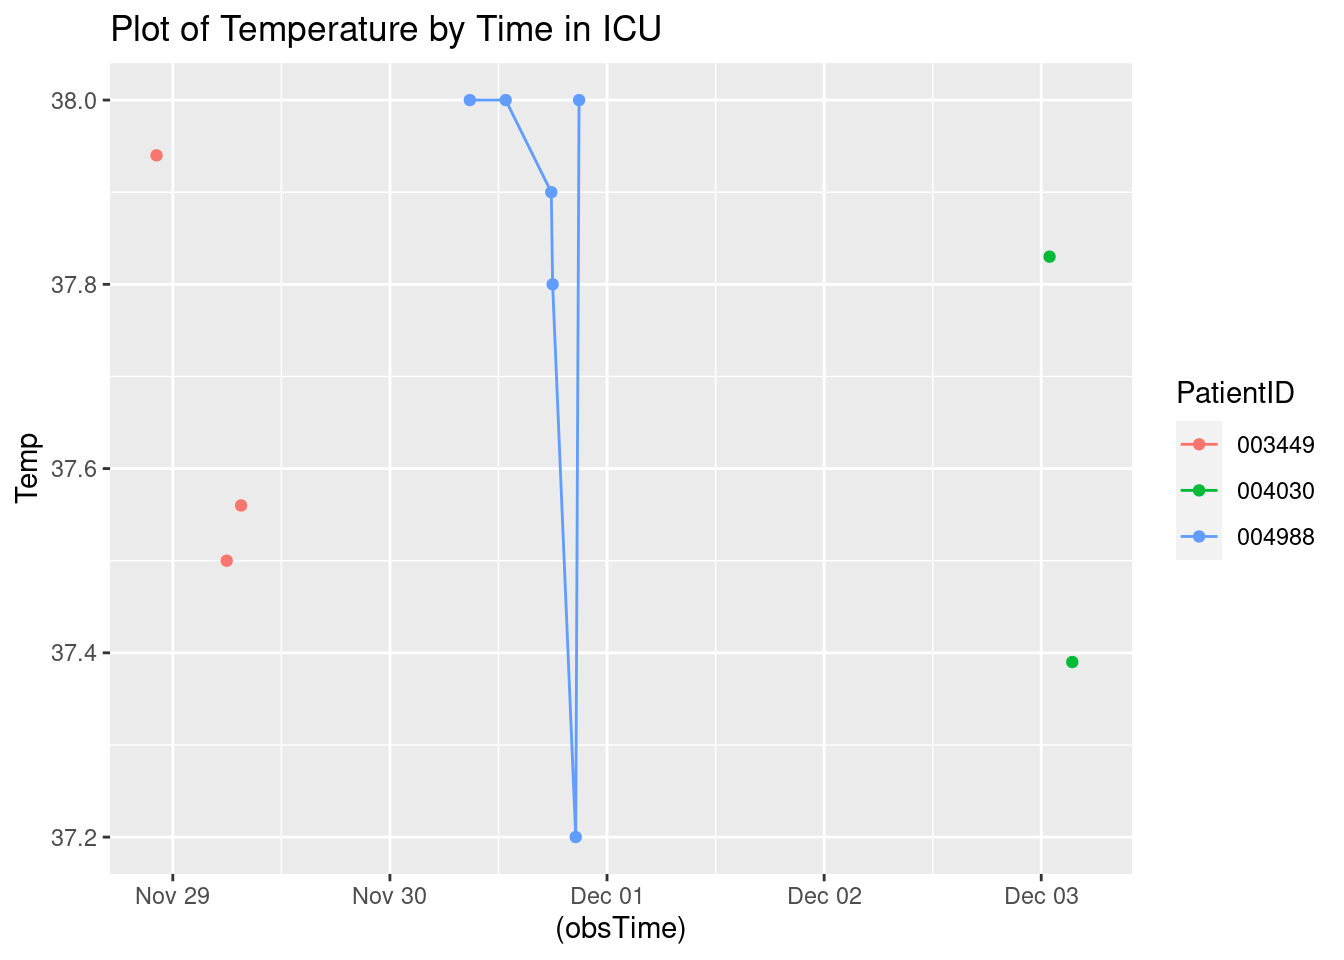 Plot of Temperature by Time in ICU
38.0
37.8
37.6
37.4
37.2
Temp
Nov 29
Nov 30
Dec 01
Dec 02
Dec 03
(obsTime)
PatientID
003449
004030
004988